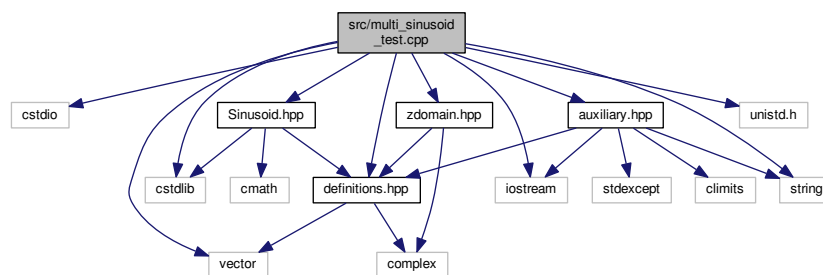 src/multi_sinusoid
_test.cpp
cstdio
Sinusoid.hpp
zdomain.hpp
auxiliary.hpp
unistd.h
cstdlib
cmath
definitions.hpp
iostream
stdexcept
climits
string
vector
complex